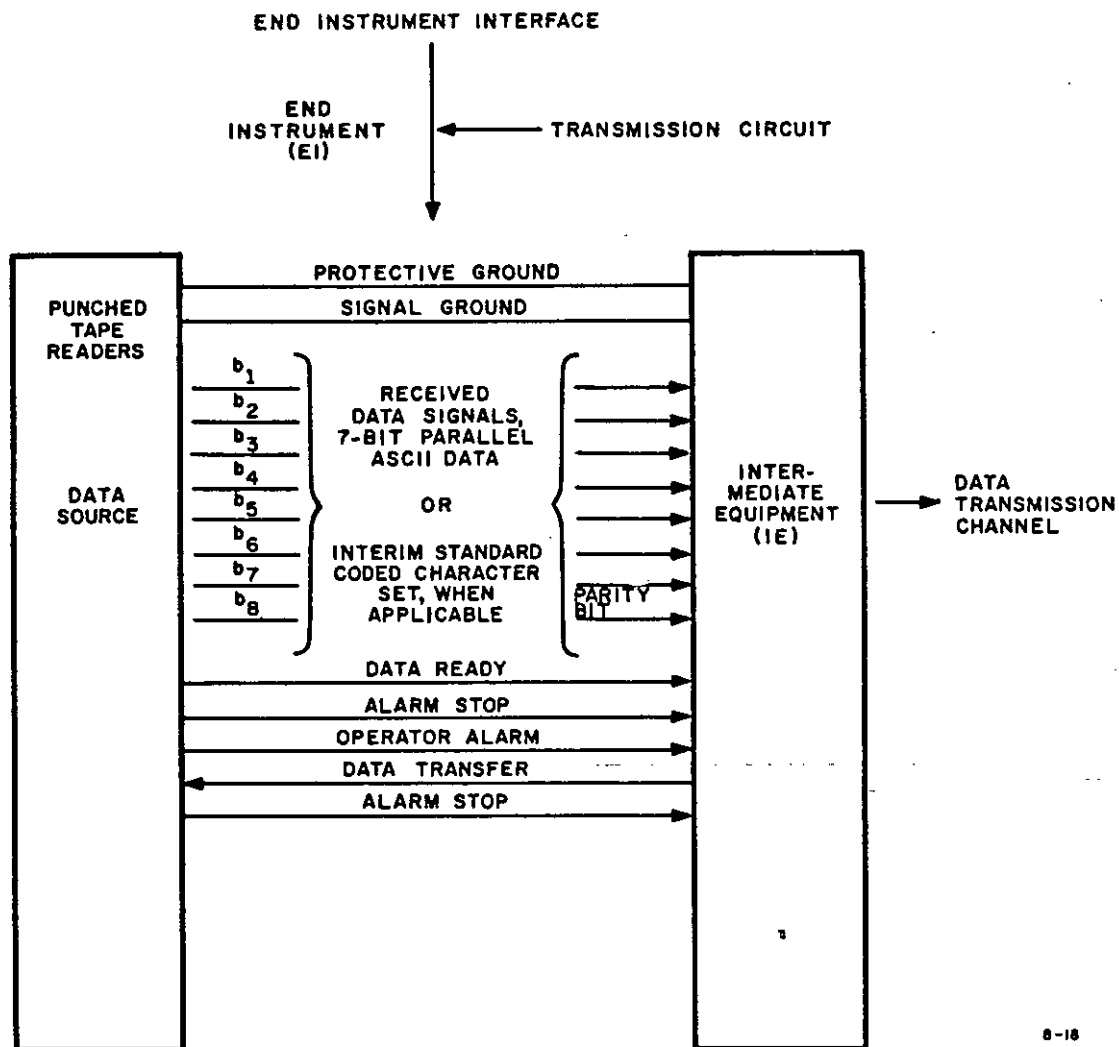 END INSTRUMENT INTERFACE
END
INSTRUMENT
(EI)
TRANSMISSION CIRCUIT
PROTECTIVE GROUND
SIGNAL GROUND
PUNCHED
TAPE
READERS
DATA
SOURCE
b1
b2
b3
b4
b5
b6
b7
b8
RECEIVED
DATA SIGNALS,
7-BIT PARALLEL
ASCII DATA
OR
INTERIM STANDARD
CODED CHARACTER
SET, WHEN
APPLICABLE
PARITY
BIT
INTER-
MEDIATE
EQUIPMENT
(IE)
DATA
TRANSMISSION
CHANNEL
DATA READY
ALARM STOP
OPERATOR ALARM
DATA TRANSFER
ALARM STOP
8-18